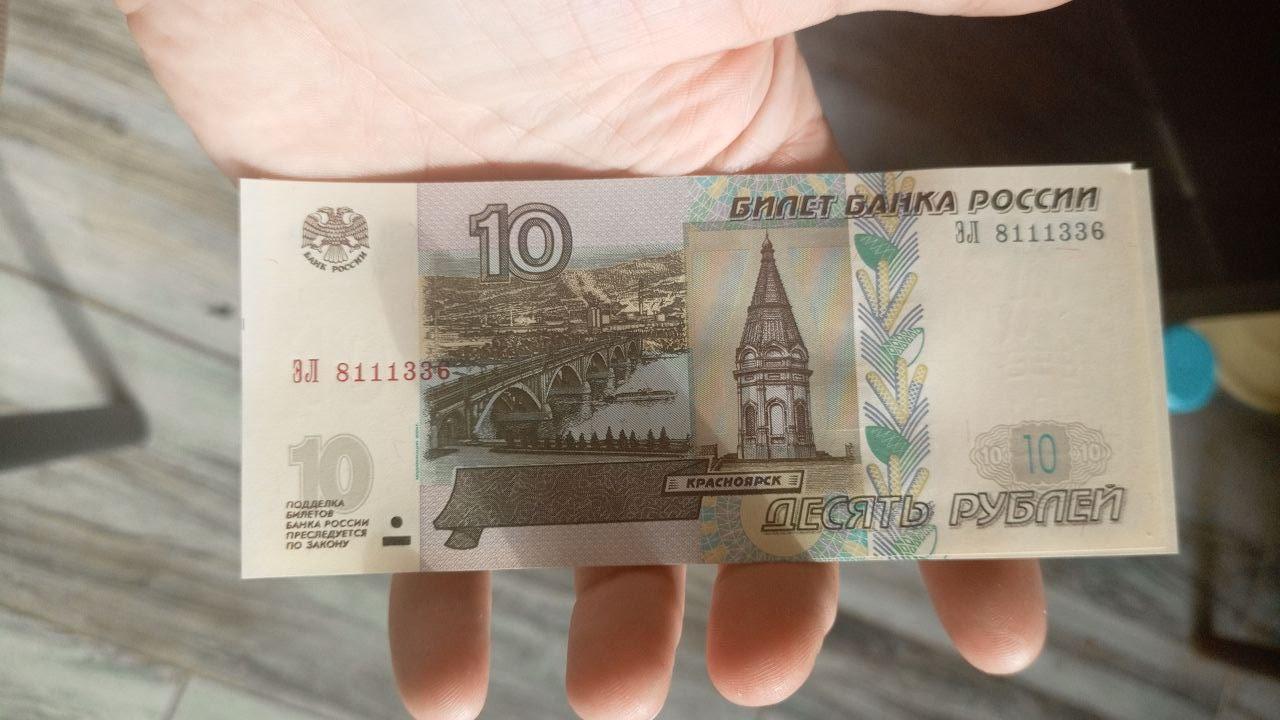 10
БИЛЕТ БАНКА РОССИИ
ЭЛ 8111336
БАНК РОССИИ
ЭЛ 8111336
10
ПОДДЕЛКА
БИЛЕТОВ
БАНКА РОССИИ
ПРЕСЛЕДУЕТСЯ
ПО ЗАКОНУ
КРАСНОЯРСК
10 10 10
ДЕСЯТЬ РУБЛЕЙ